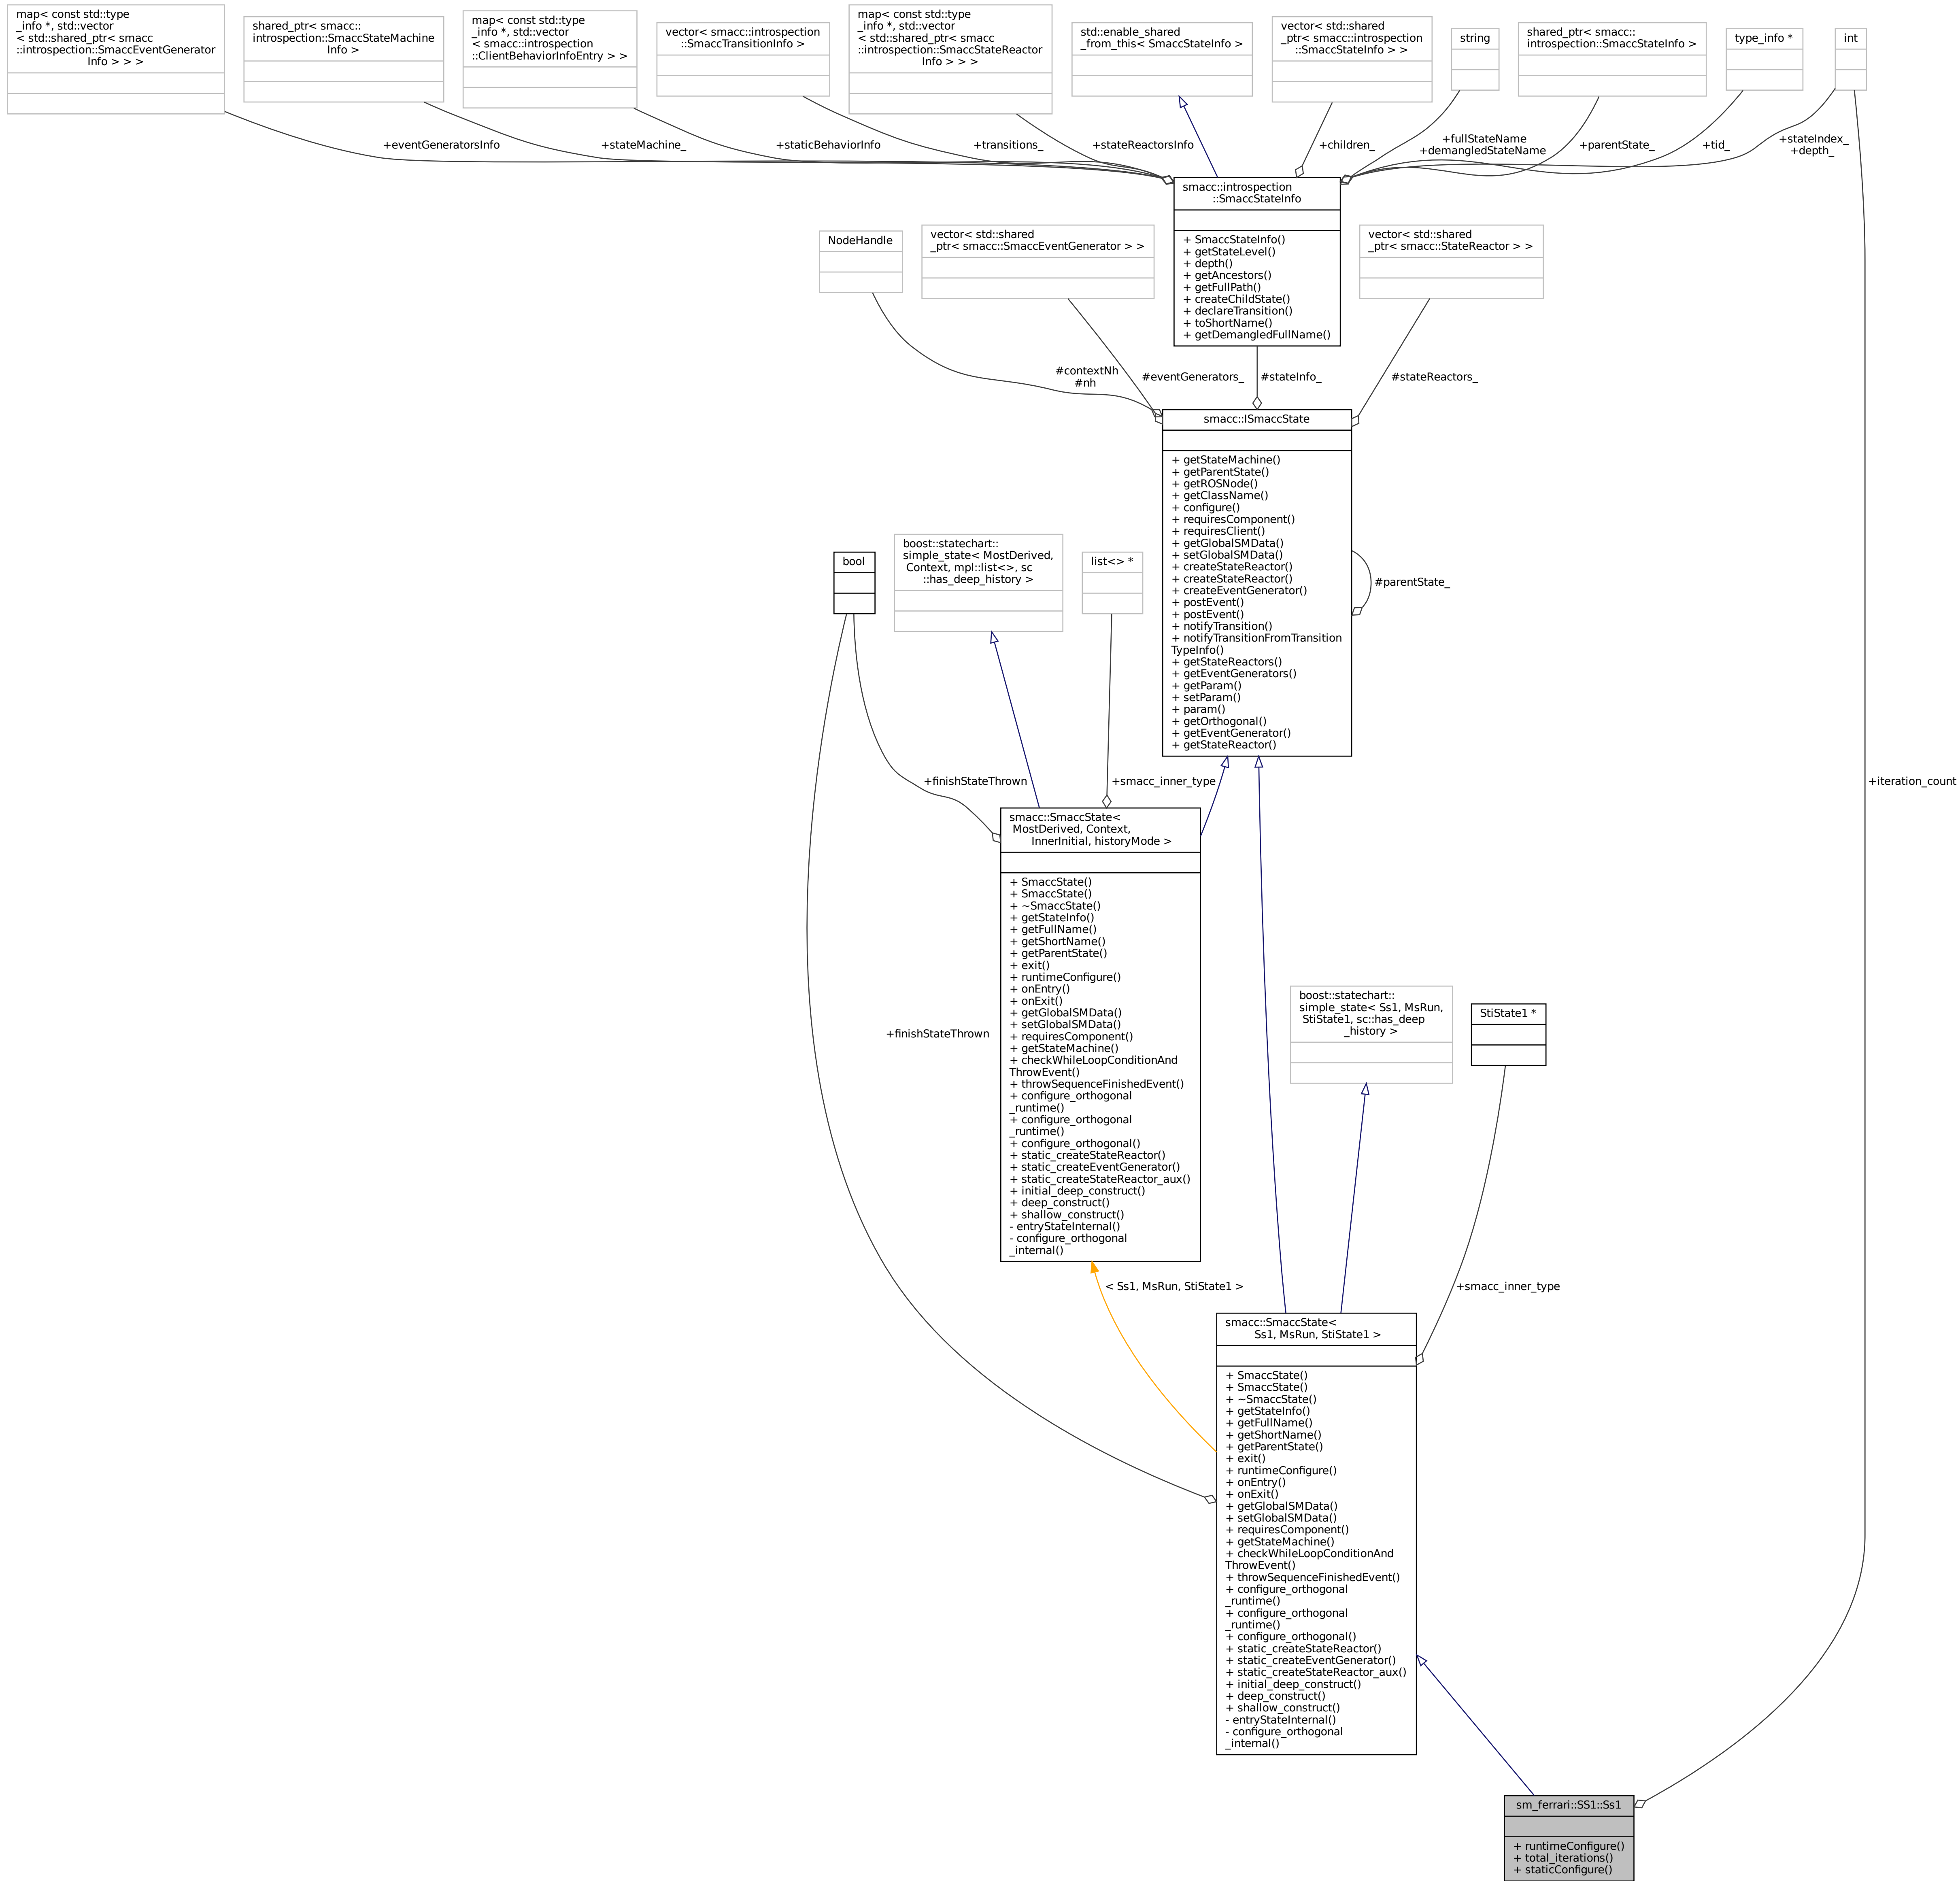 map< const std::type
_info *, std::vector
< std::shared_ptr< smacc
::introspection::SmaccEventGenerator
Info > > >
shared_ptr< smacc::
introspection::SmaccStateMachine
Info >
map< const std::type
_info *, std::vector
< smacc::introspection
::ClientBehaviorInfoEntry > >
vector< smacc::introspection
::SmaccTransitionInfo >
map< const std::type
_info *, std::vector
< std::shared_ptr< smacc
::introspection::SmaccStateReactor
Info > > >
std::enable_shared
_from_this< SmaccStateInfo >
vector< std::shared
_ptr< smacc::introspection
::SmaccStateInfo > >
string
shared_ptr< smacc::
introspection::SmaccStateInfo >
type_info *
int
+eventGeneratorsInfo
+stateMachine_
+staticBehaviorInfo
+transitions_
+stateReactorsInfo
+children_
+fullStateName
+demangledStateName
+parentState_
+tid_
+stateIndex_
+depth_
smacc::introspection
::SmaccStateInfo
+ SmaccStateInfo()
+ getStateLevel()
+ depth()
+ getAncestors()
+ getFullPath()
+ createChildState()
+ declareTransition()
+ toShortName()
+ getDemangledFullName()
NodeHandle
vector< std::shared
_ptr< smacc::SmaccEventGenerator > >
vector< std::shared
_ptr< smacc::StateReactor > >
#contextNh
#nh
#eventGenerators_
#stateInfo_
#stateReactors_
smacc::ISmaccState
+ getStateMachine()
+ getParentState()
+ getROSNode()
+ getClassName()
+ configure()
+ requiresComponent()
+ requiresClient()
+ getGlobalSMData()
+ setGlobalSMData()
+ createStateReactor()
+ createStateReactor()
+ createEventGenerator()
+ postEvent()
+ postEvent()
+ notifyTransition()
+ notifyTransitionFromTransition
TypeInfo()
+ getStateReactors()
+ getEventGenerators()
+ getParam()
+ setParam()
+ param()
+ getOrthogonal()
+ getEventGenerator()
+ getStateReactor()
#parentState_
bool
boost::statechart::
simple_state< MostDerived,
Context, mpl::list<>, sc
::has_deep_history >
list<> *
+finishStateThrown
+smacc_inner_type
+iteration_count
smacc::SmaccState<
MostDerived, Context,
InnerInitial, historyMode >
+ SmaccState()
+ SmaccState()
+ ~SmaccState()
+ getStateInfo()
+ getFullName()
+ getShortName()
+ getParentState()
+ exit()
+ runtimeConfigure()
+ onEntry()
+ onExit()
+ getGlobalSMData()
+ setGlobalSMData()
+ requiresComponent()
+ getStateMachine()
+ checkWhileLoopConditionAnd
ThrowEvent()
+ throwSequenceFinishedEvent()
+ configure_orthogonal
_runtime()
+ configure_orthogonal
_runtime()
+ configure_orthogonal()
+ static_createStateReactor()
+ static_createEventGenerator()
+ static_createStateReactor_aux()
+ initial_deep_construct()
+ deep_construct()
+ shallow_construct()
- entryStateInternal()
- configure_orthogonal
_internal()
+finishStateThrown
boost::statechart::
simple_state< Ss1, MsRun,
StiState1, sc::has_deep
_history >
StiState1 *
< Ss1, MsRun, StiState1 >
+smacc_inner_type
smacc::SmaccState<
Ss1, MsRun, StiState1 >
+ SmaccState()
+ SmaccState()
+ ~SmaccState()
+ getStateInfo()
+ getFullName()
+ getShortName()
+ getParentState()
+ exit()
+ runtimeConfigure()
+ onEntry()
+ onExit()
+ getGlobalSMData()
+ setGlobalSMData()
+ requiresComponent()
+ getStateMachine()
+ checkWhileLoopConditionAnd
ThrowEvent()
+ throwSequenceFinishedEvent()
+ configure_orthogonal
_runtime()
+ configure_orthogonal
_runtime()
+ configure_orthogonal()
+ static_createStateReactor()
+ static_createEventGenerator()
+ static_createStateReactor_aux()
+ initial_deep_construct()
+ deep_construct()
+ shallow_construct()
- entryStateInternal()
- configure_orthogonal
_internal()
sm_ferrari::SS1::Ss1
+ runtimeConfigure()
+ total_iterations()
+ staticConfigure()